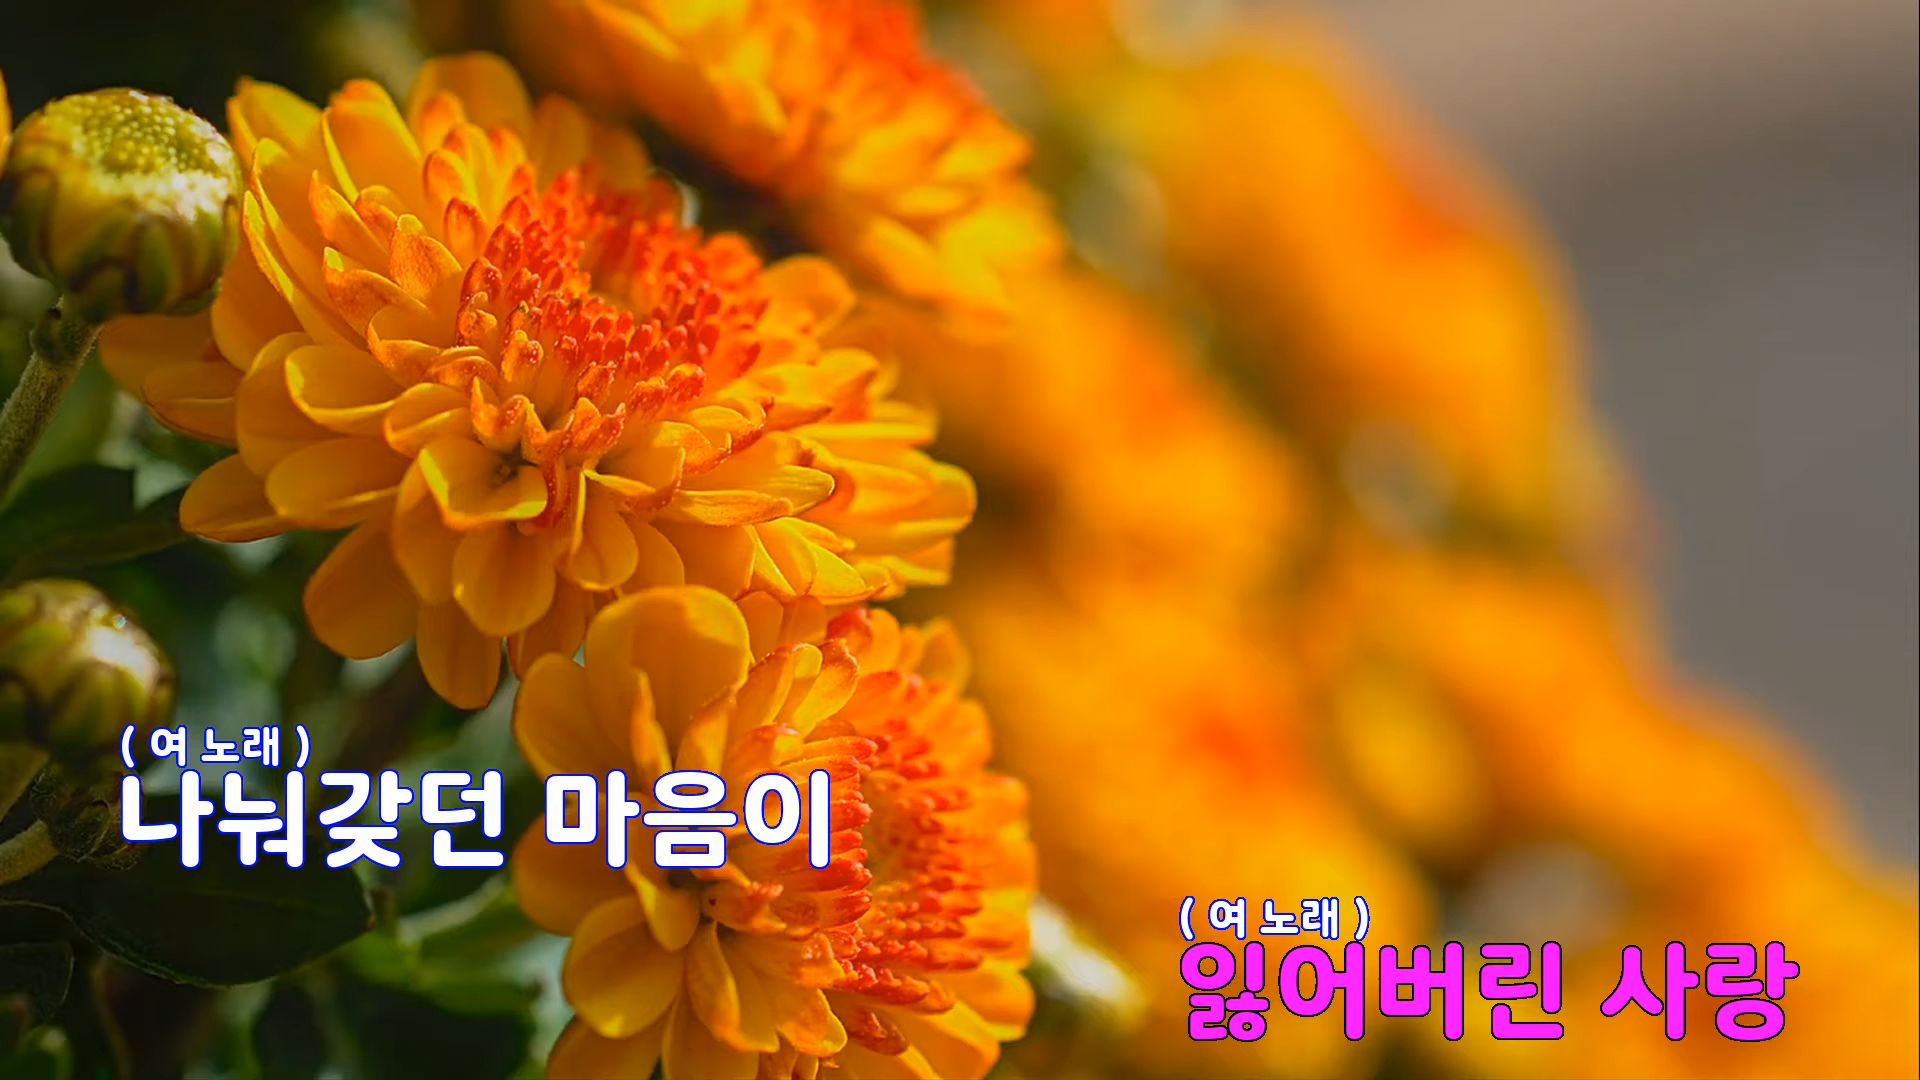 ( 여 노래 )
나눠갖던 마음이
( 여 노래 )
잃어버린 사랑